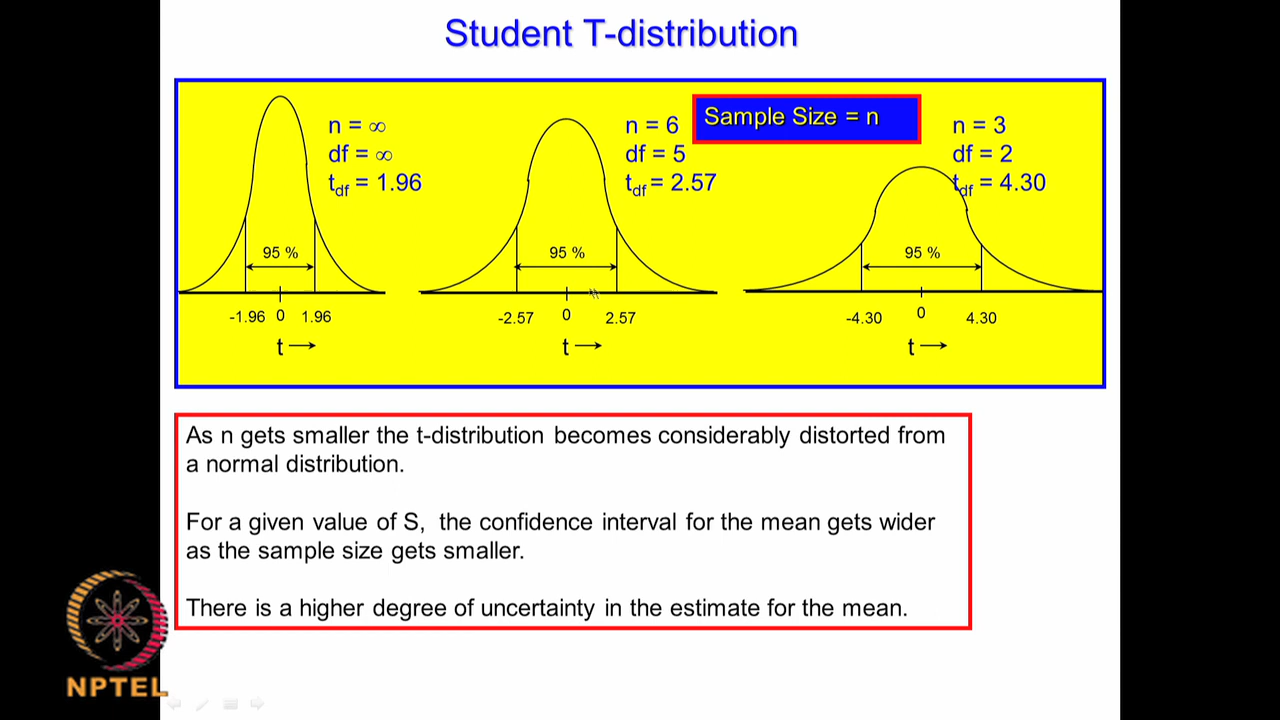 Student T-distribution
n = ∞
df = ∞
tdf = 1.96
95 %
-1.96 0 1.96
t →
n = 6
df = 5
tdf = 2.57
95 %
-2.57 0 2.57
t →
Sample Size = n
n = 3
df = 2
tdf = 4.30
95 %
-4.30 0 4.30
t →
As n gets smaller the t-distribution becomes considerably distorted from
a normal distribution.
For a given value of S, the confidence interval for the mean gets wider
as the sample size gets smaller.
There is a higher degree of uncertainty in the estimate for the mean.
NPTEL